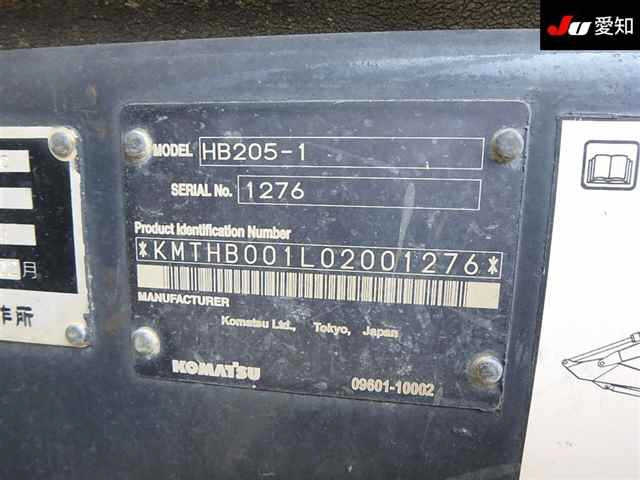 Ju 愛知
MODEL HB205-1
SERIAL No. 1276
Product Identification Number
*KMTHB001L02001276*
MANUFACTURER
Komatsu Ltd., Tokyo, Japan
KOMATSU
09601-10002
月
作所